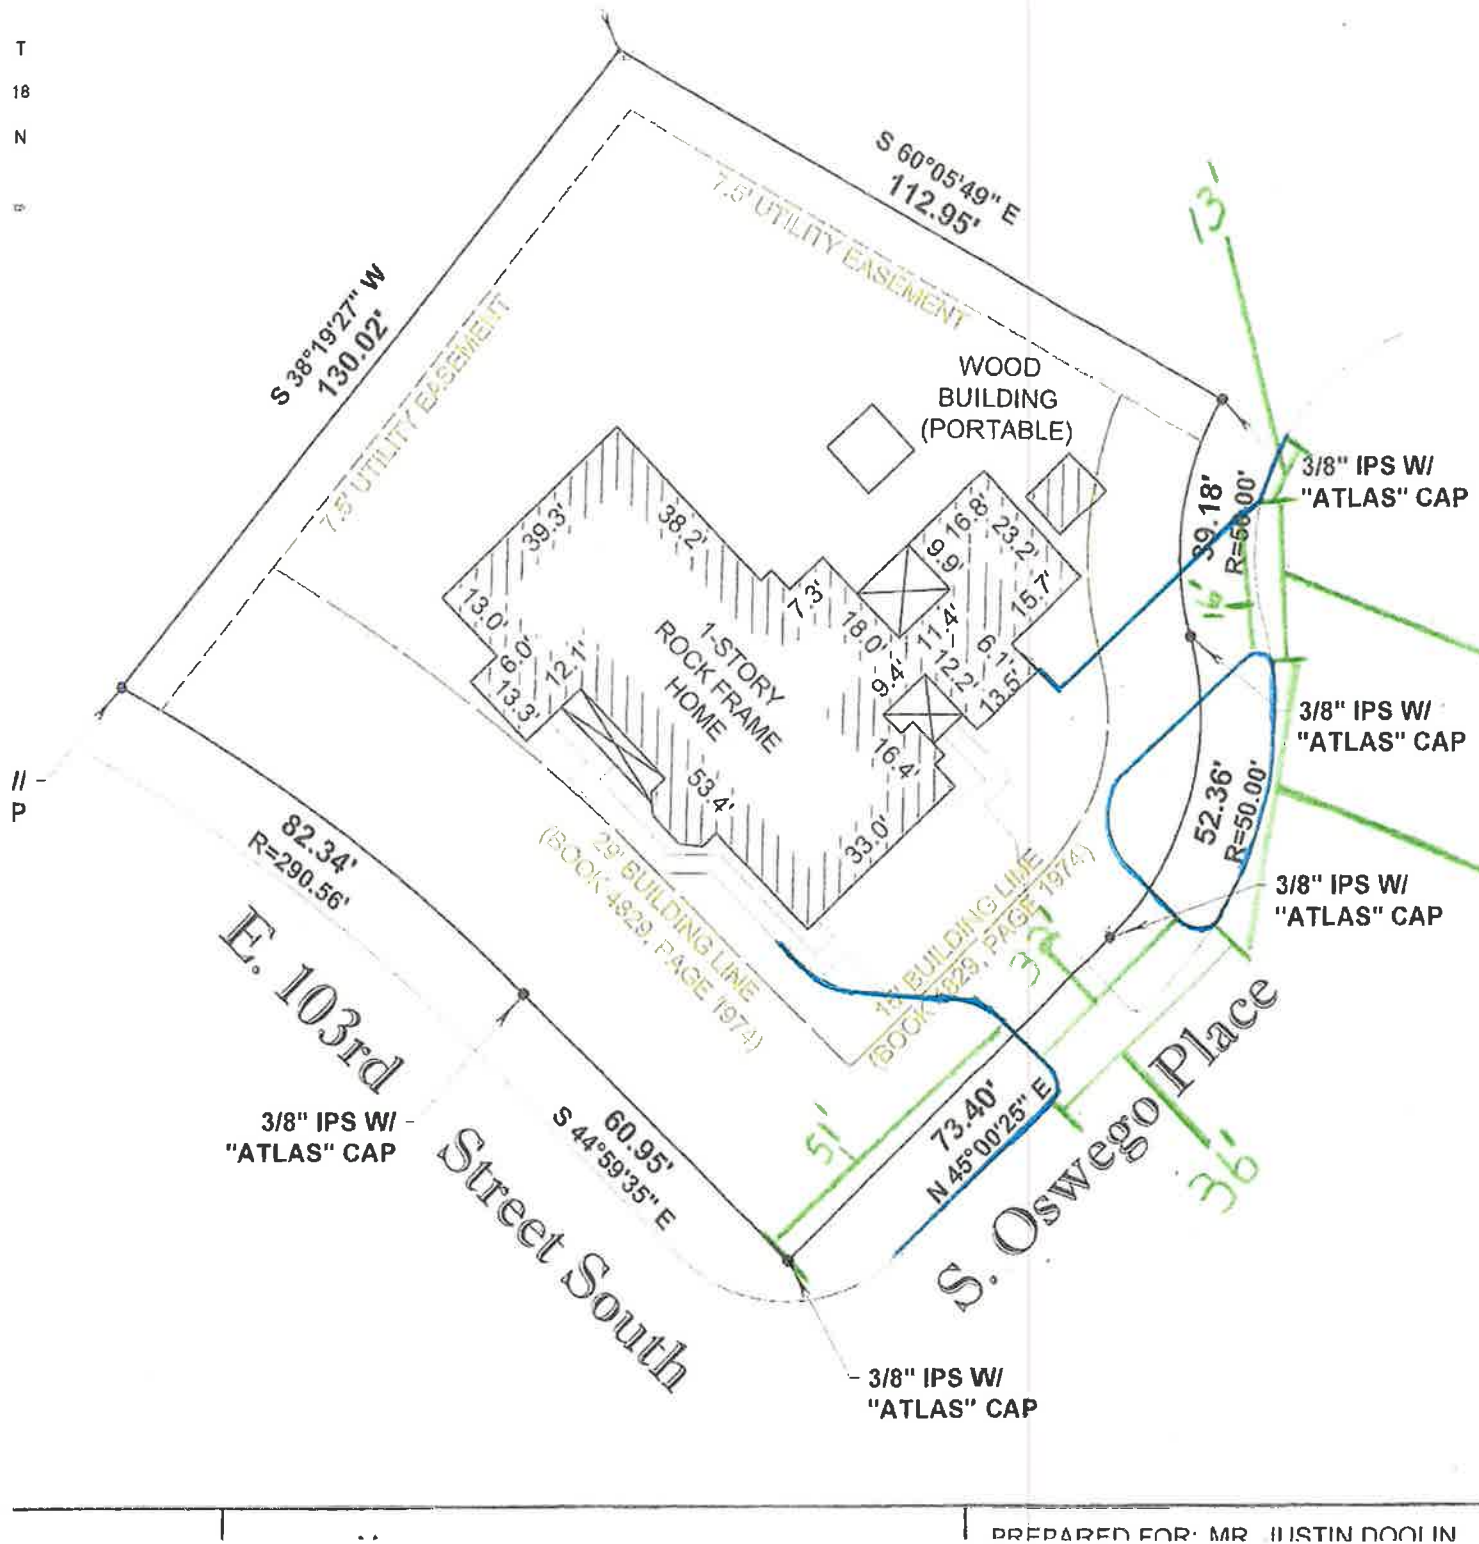 T
18
N
S 60°05'49" E
112.95'
7.5' UTILITY EASEMENT
13'
S 38°19'27" W
130.02'
7.5' UTILITY EASEMENT
WOOD
BUILDING
(PORTABLE)
3/8" IPS W/
"ATLAS" CAP
39.18'
39.3'
38.2'
16.8'
23.2'
9.9'
15.7'
7.3'
13.0'
6.0'
12.1'
13.3'
18.0'
11.4'
6.1'
12.2'
9.4'
13.5'
16'
1-STORY
ROCK FRAME
HOME
16.4'
53.4'
33.0'
3/8" IPS W/
"ATLAS" CAP
52.36'
R=50.00'
//
P
82.34'
R=290.56'
29' BUILDING LINE
(BOOK 4829, PAGE 1974)
15' BUILDING LINE
(BOOK 4829, PAGE 1974)
3/8" IPS W/
"ATLAS" CAP
E. 103rd
Street South
3/8" IPS W/
"ATLAS" CAP
60.95'
S 44°59'35" E
51'
73.40'
N 45°00'25" E
36'
S. Oswego Place
3/8" IPS W/
"ATLAS" CAP
PREPARED FOR: MR. JUSTIN DOOLIN